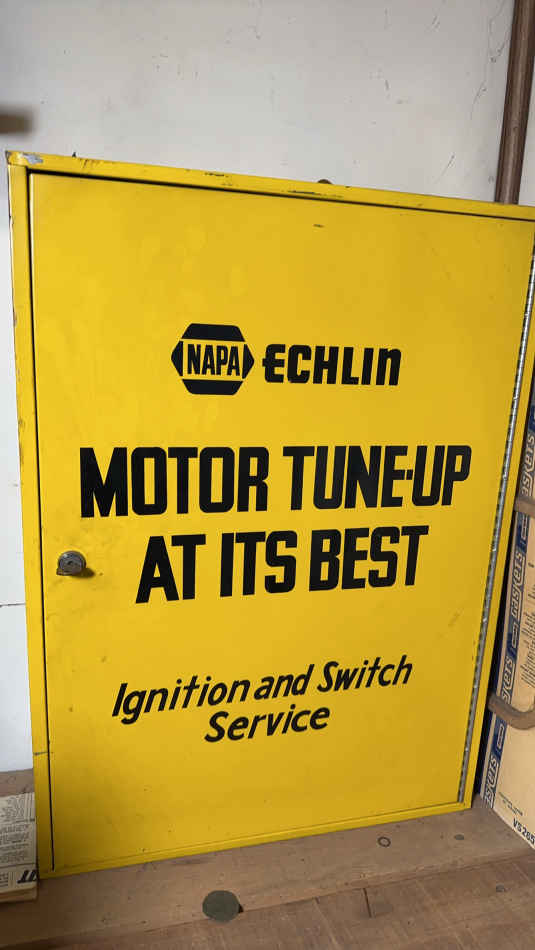 NAPA ECHLIN
MOTOR TUNE-UP
AT ITS BEST
Ignition and Switch
Service